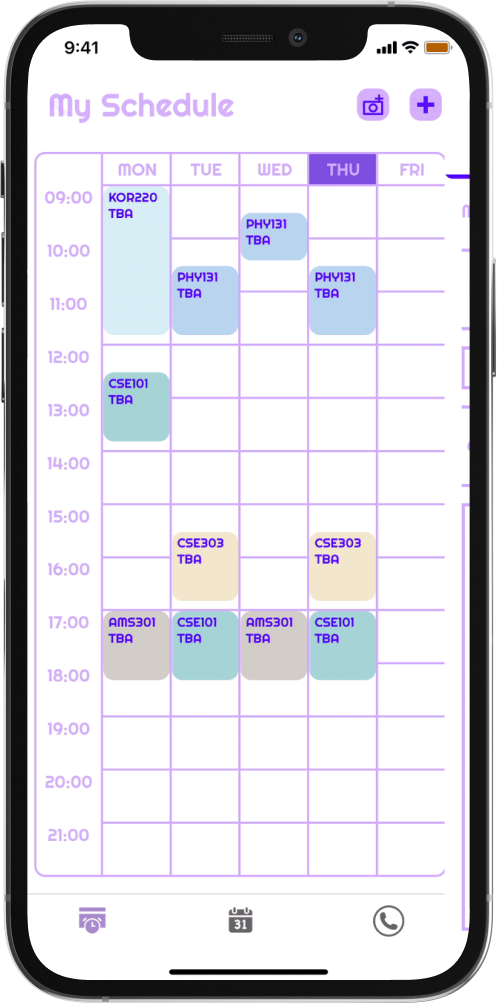 9:41
My Schedule
MON TUE WED THU FRI
09:00
KOR220
TBA
PHY131
TBA
10:00
PHY131
TBA
PHY131
TBA
11:00
12:00
CSE101
TBA
13:00
14:00
15:00
CSE303
TBA
CSE303
TBA
16:00
17:00
AMS301
TBA
CSE101
TBA
AMS301
TBA
CSE101
TBA
18:00
19:00
20:00
21:00
31